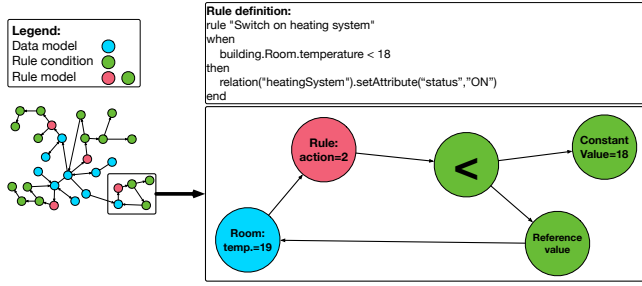 Legend:
Data model
Rule condition
Rule model
Rule definition:
rule "Switch on heating system"
when
building.Room.temperature < 18
then
relation("heatingSystem").setAttribute(“status”,”ON”)
end
Rule:
action=2
<
Constant
Value=18
Room:
temp.=19
Reference
value